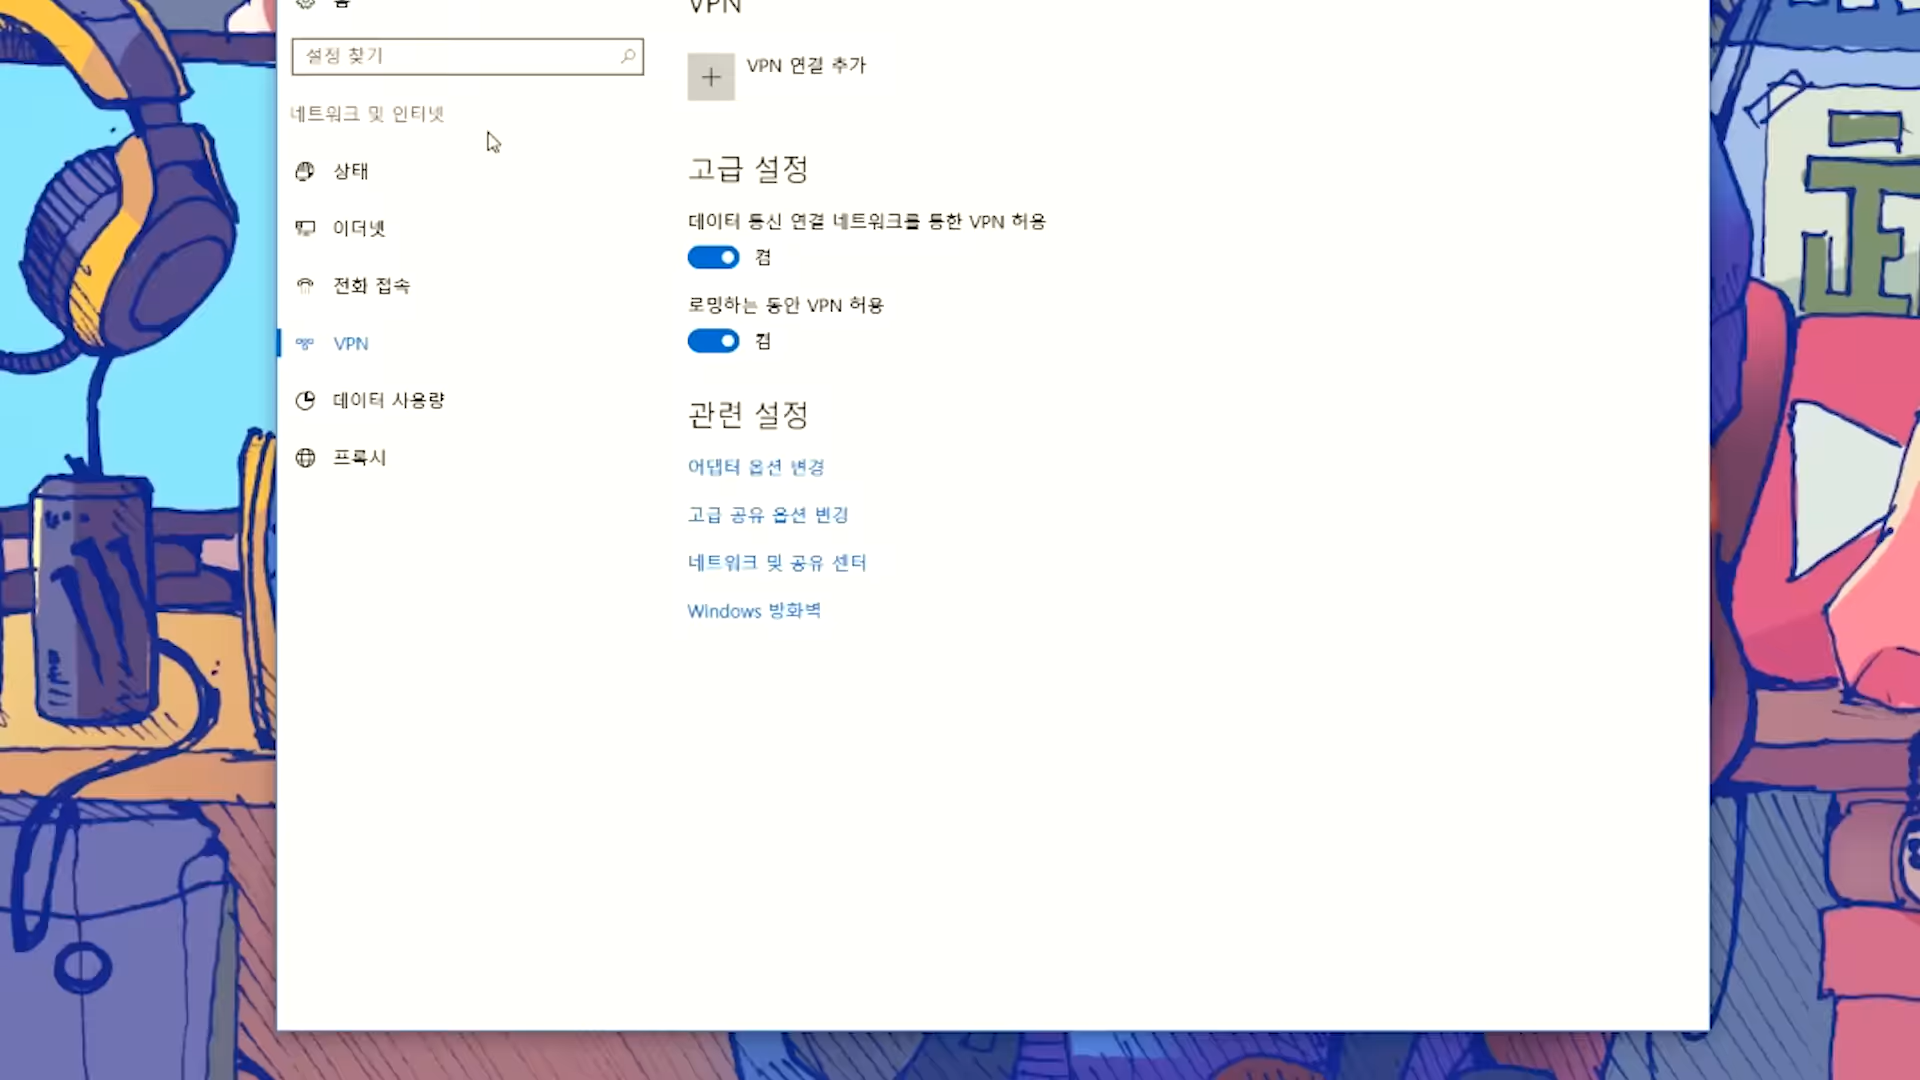 홈
VPN
설정 찾기
VPN 연결 추가
네트워크 및 인터넷
상태
이더넷
전화 접속
VPN
데이터 사용량
프록시
고급 설정
데이터 통신 연결 네트워크를 통한 VPN 허용
켬
로밍하는 동안 VPN 허용
켬
관련 설정
어댑터 옵션 변경
고급 공유 옵션 변경
네트워크 및 공유 센터
Windows 방화벽